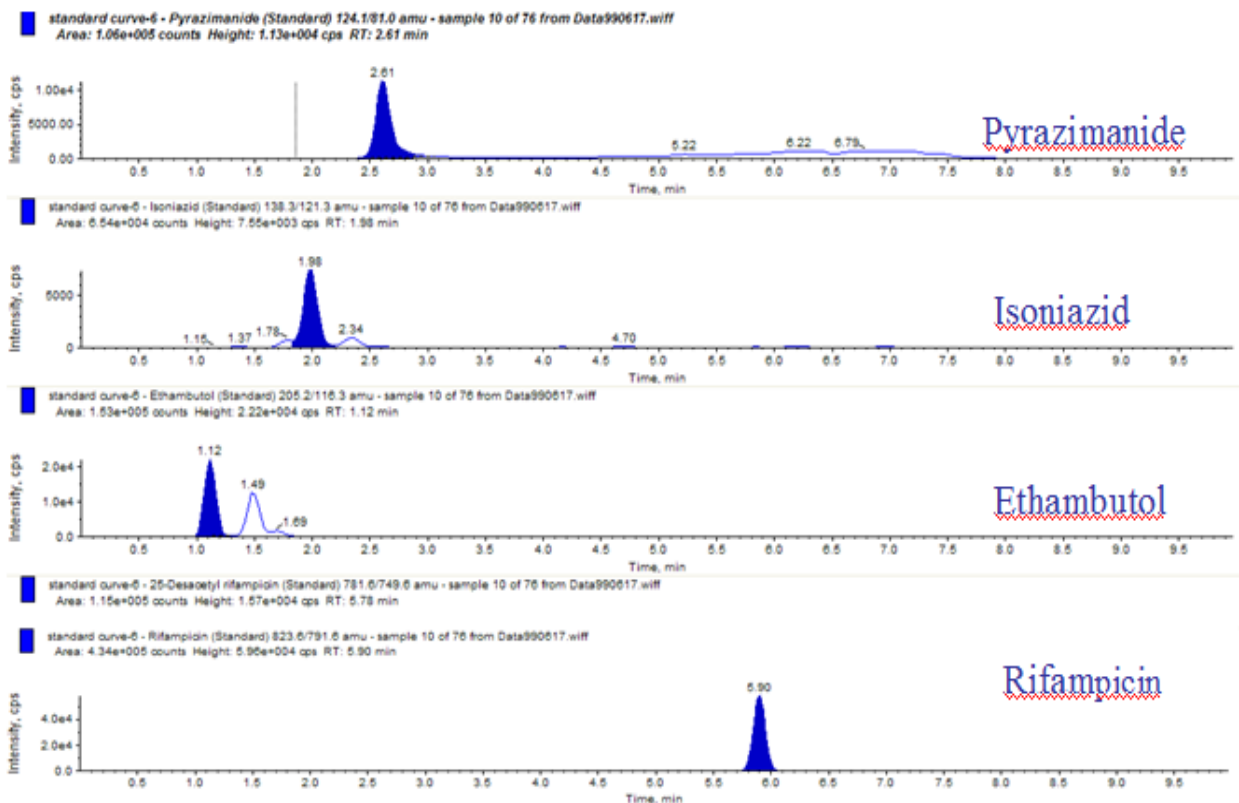 standard curve-6 - Pyrazimanide (Standard) 124.1/81.0 amu - sample 10 of 76 from Data990617.wiff
Area: 1.06e+005 counts Height: 1.13e+004 cps RT: 2.61 min
2.61
1.00e4
5000.00
0.00
Intensity, cps
5.22 6.22 6.79
Pyrazimanide
0.5 1.0 1.5 2.0 2.5 3.0 3.5 4.0 4.5 5.0 5.5 6.0 6.5 7.0 7.5 8.0 8.5 9.0 9.5
Time, min
standard curve-6 - Isoniazid (Standard) 138.3/121.3 amu - sample 10 of 76 from Data990617.wiff
Area: 6.54e+004 counts Height: 7.55e+003 cps RT: 1.98 min
1.98
5000
0
Intensity, cps
1.15 1.37 1.78 2.34 4.70
Isoniazid
0.5 1.0 1.5 2.0 2.5 3.0 3.5 4.0 4.5 5.0 5.5 6.0 6.5 7.0 7.5 8.0 8.5 9.0 9.5
Time, min
standard curve-6 - Ethambutol (Standard) 205.2/116.3 amu - sample 10 of 76 from Data990617.wiff
Area: 1.53e+005 counts Height: 2.22e+004 cps RT: 1.12 min
1.12
2.0e4
1.0e4
0.0
Intensity, cps
1.49 1.69
Ethambutol
0.5 1.0 1.5 2.0 2.5 3.0 3.5 4.0 4.5 5.0 5.5 6.0 6.5 7.0 7.5 8.0 8.5 9.0 9.5
Time, min
standard curve-6 - 25-Desacetyl rifampicin (Standard) 781.6/749.6 amu - sample 10 of 76 from Data990617.wiff
Area: 1.15e+005 counts Height: 1.57e+004 cps RT: 5.78 min
standard curve-6 - Rifampicin (Standard) 823.6/791.6 amu - sample 10 of 76 from Data990617.wiff
Area: 4.34e+005 counts Height: 5.96e+004 cps RT: 5.90 min
5.90
Rifampicin
4.0e4
2.0e4
0.0
Intensity, cps
0.5 1.0 1.5 2.0 2.5 3.0 3.5 4.0 4.5 5.0 5.5 6.0 6.5 7.0 7.5 8.0 8.5 9.0 9.5
Time, min